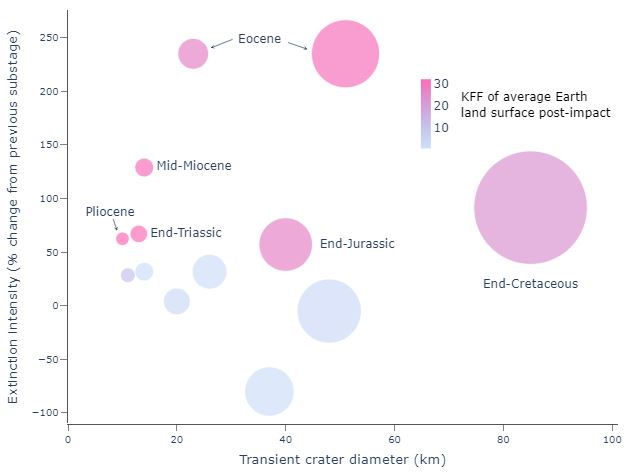 250
200
150
100
50
0
−50
−100
Extinction intensity (% change from previous substage)
Eocene
30
20
10
KFF of average Earth
land surface post-impact
Mid-Miocene
Pliocene
End-Triassic
End-Jurassic
End-Cretaceous
0
20
40
60
80
100
Transient crater diameter (km)